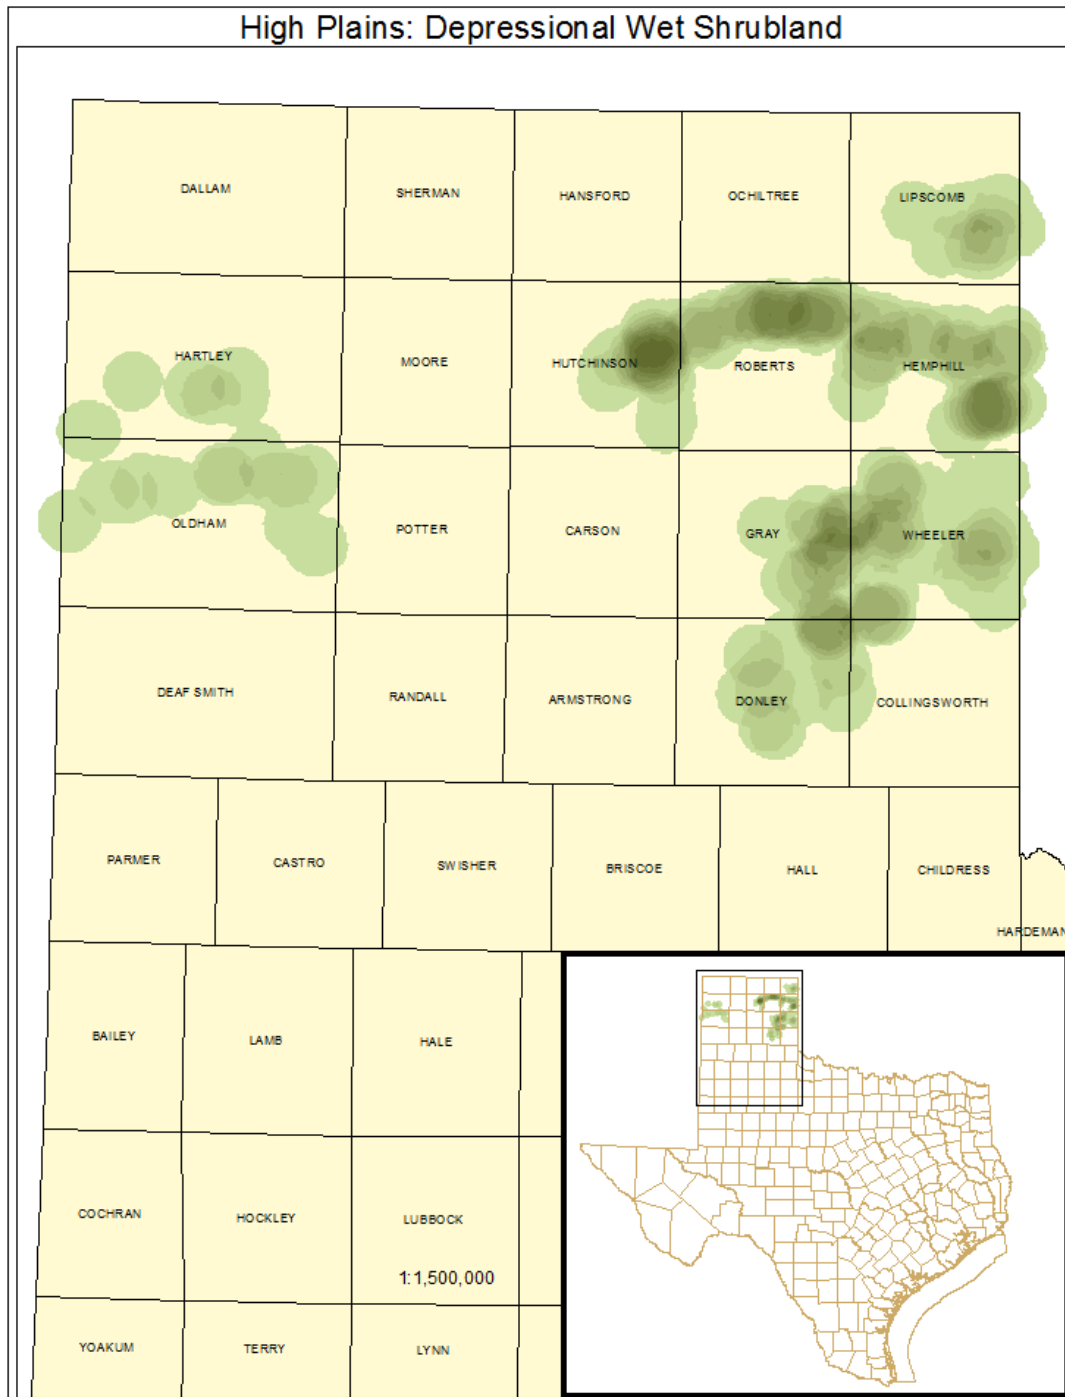 High Plains: Depressional Wet Shrubland
DALLAM
SHERMAN
HANSFORD
OCHILTREE
LIPSCOMB
HARTLEY
MOORE
HUTCHINSON
ROBERTS
HEMPHILL
OLDHAM
POTTER
CARSON
GRAY
WHEELER
DEAF SMITH
RANDALL
ARMSTRONG
DONLEY
COLLINGSWORTH
PARMER
CASTRO
SWISHER
BRISCOE
HALL
CHILDRESS
HARDEMAN
BAILEY
LAMB
HALE
COCHRAN
HOCKLEY
LUBBOCK
1:1,500,000
YOAKUM
TERRY
LYNN